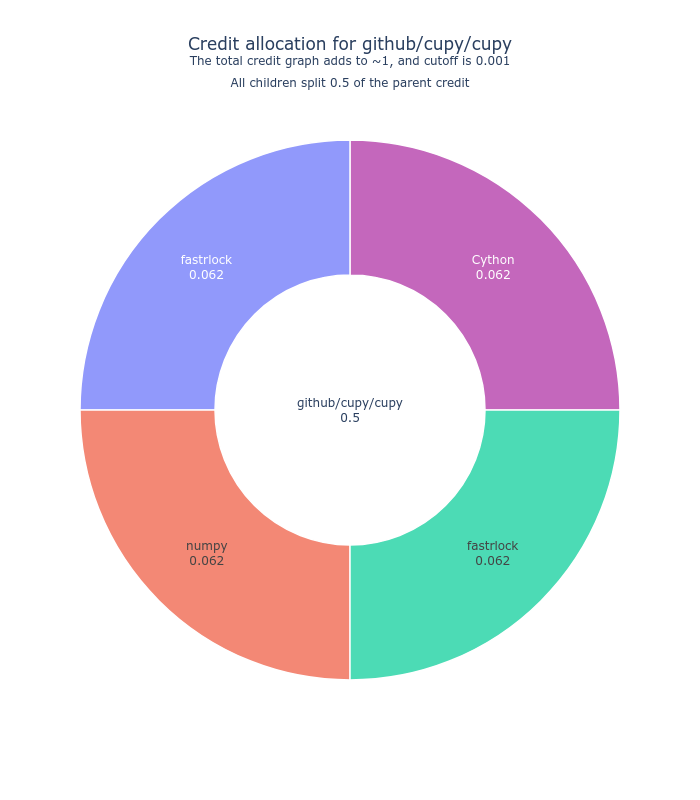 Credit allocation for github/cupy/cupy
The total credit graph adds to ~1, and cutoff is 0.001
All children split 0.5 of the parent credit
fastrlock
0.062
Cython
0.062
github/cupy/cupy
0.5
numpy
0.062
fastrlock
0.062